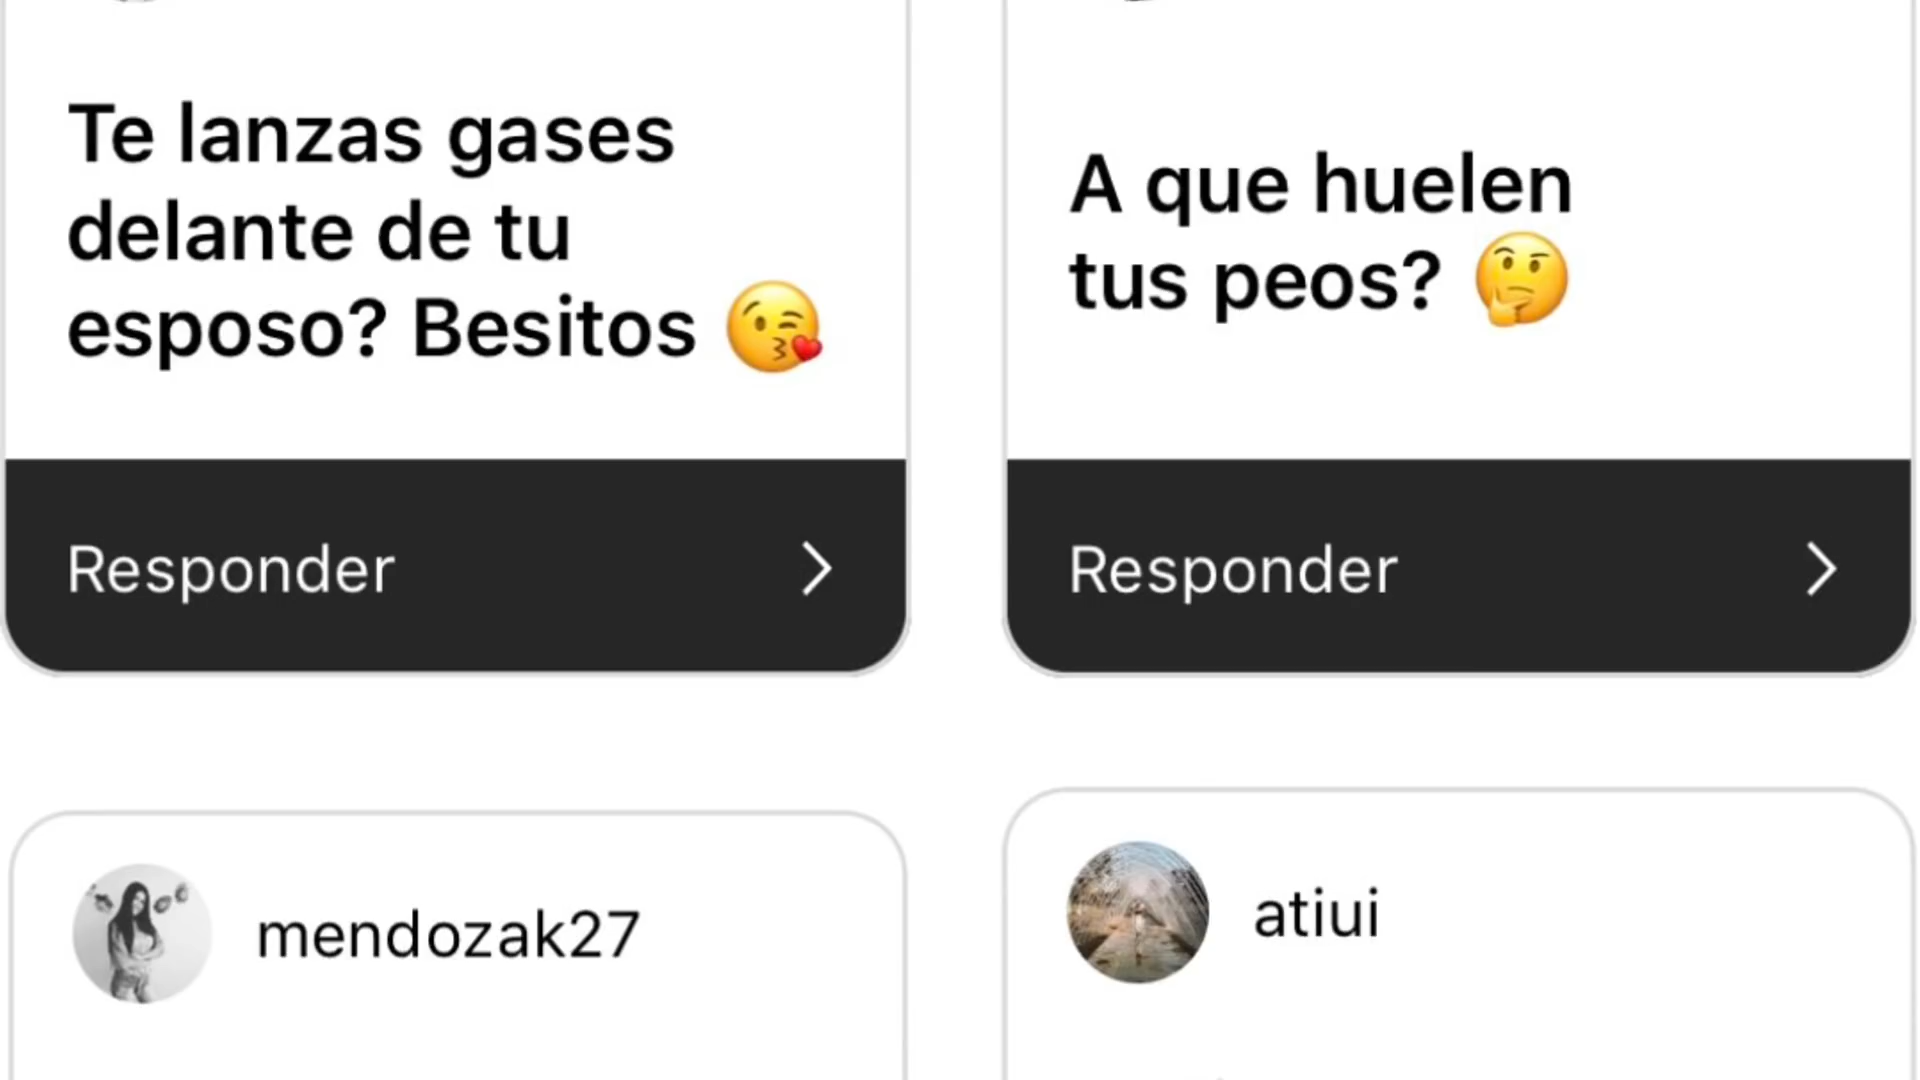 Te lanzas gases
delante de tu
esposo? Besitos 😘
Responder
A que huelen
tus peos? 🤔
Responder
mendozak27
atiui